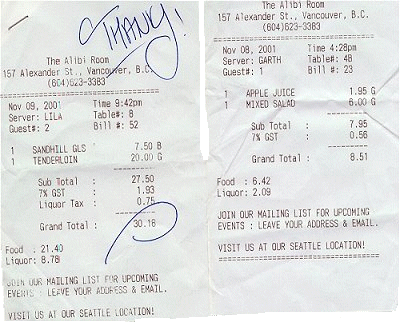 THANX!
The Alibi Room
157 Alexander St., Vancouver, B.C.
(604)623-3383
Nov 09, 2001 Time 9:42pm
Server: LILA Table#: 8
Guest#: 2 Bill #: 52
1 SANDHILL GLS 7.50 B
1 TENDERLOIN 20.00 G
Sub Total : 27.50
7% GST : 1.93
Liquor Tax : 0.75
Grand Total : 30.18
Food : 21.40
Liquor: 8.78
JOIN OUR MAILING LIST FOR UPCOMING
EVENTS : LEAVE YOUR ADDRESS & EMAIL.
VISIT US AT OUR SEATTLE LOCATION!
The Alibi Room
157 Alexander St., Vancouver, B.C.
(604)623-3383
Nov 08, 2001 Time 4:28pm
Server: GARTH Table#: 48
Guest#: 1 Bill #: 23
1 APPLE JUICE 1.95 G
1 MIXED SALAD 6.00 G
Sub Total : 7.95
7% GST : 0.56
Grand Total : 8.51
Food : 6.42
Liquor: 2.09
JOIN OUR MAILING LIST FOR UPCOMING
EVENTS : LEAVE YOUR ADDRESS & EMAIL.
VISIT US AT OUR SEATTLE LOCATION!